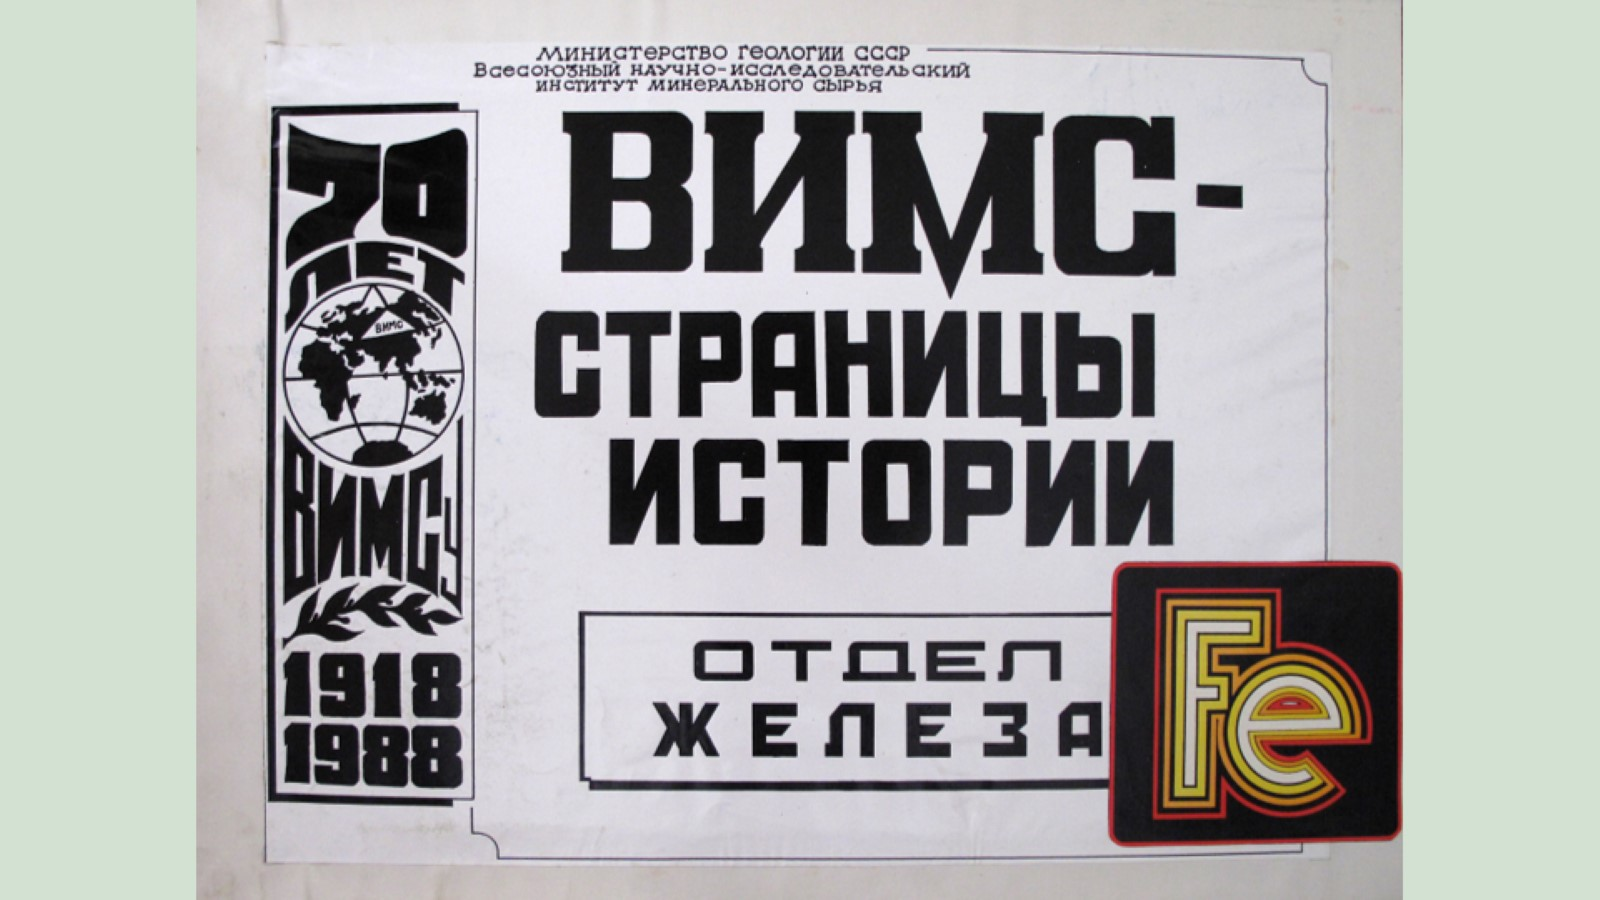 Министерство геологии СССР
Всесоюзный научно-исследовательский
институт минерального сырья
70
ЛЕТ
ВИМС
ВИМСу
1918
1988
ВИМС-
СТРАНИЦЫ
ИСТОРИИ
ОТДЕЛ
ЖЕЛЕЗА
Fe